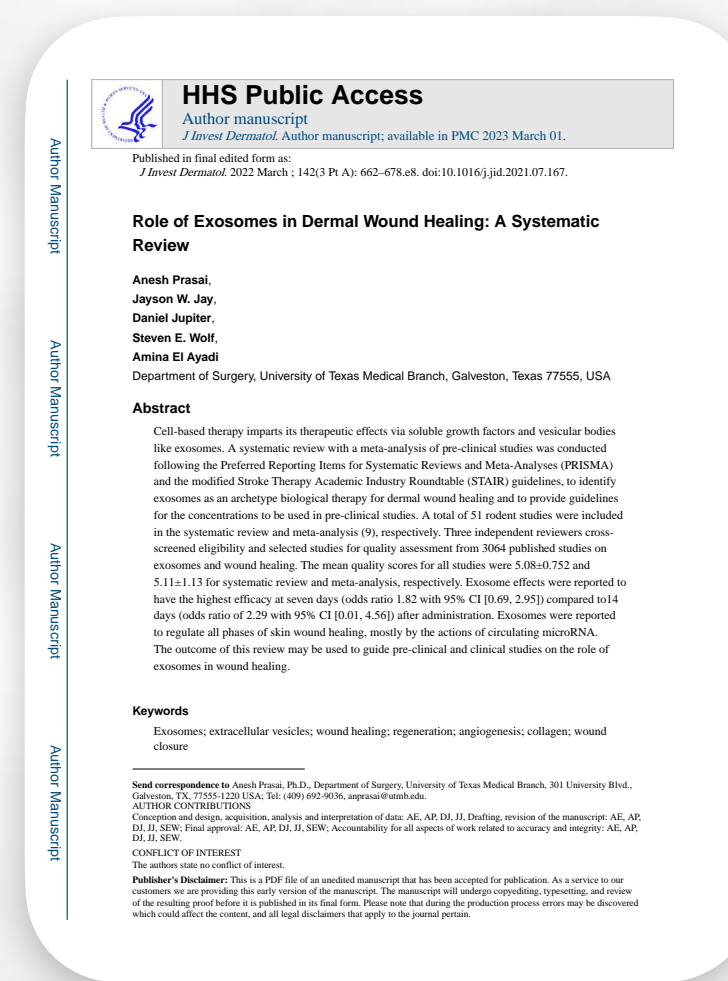 HHS Public Access
Author manuscript
J Invest Dermatol. Author manuscript; available in PMC 2023 March 01.
Published in final edited form as:
J Invest Dermatol. 2022 March ; 142(3 Pt A): 662–678.e8. doi:10.1016/j.jid.2021.07.167.
Role of Exosomes in Dermal Wound Healing: A Systematic
Review
Anesh Prasai,
Jayson W. Jay,
Daniel Jupiter,
Steven E. Wolf,
Amina El Ayadi
Department of Surgery, University of Texas Medical Branch, Galveston, Texas 77555, USA
Abstract
Cell-based therapy imparts its therapeutic effects via soluble growth factors and vesicular bodies
like exosomes. A systematic review with a meta-analysis of pre-clinical studies was conducted
following the Preferred Reporting Items for Systematic Reviews and Meta-Analyses (PRISMA)
and the modified Stroke Therapy Academic Industry Roundtable (STAIR) guidelines, to identify
exosomes as an archetype biological therapy for dermal wound healing and to provide guidelines
for the concentrations to be used in pre-clinical studies. A total of 51 rodent studies were included
in the systematic review and meta-analysis (9), respectively. Three independent reviewers cross-
screened eligibility and selected studies for quality assessment from 3064 published studies on
exosomes and wound healing. The mean quality scores for all studies were 5.08±0.752 and
5.11±1.13 for systematic review and meta-analysis, respectively. Exosome effects were reported to
have the highest efficacy at seven days (odds ratio 1.82 with 95% CI [0.69, 2.95]) compared to14
days (odds ratio of 2.29 with 95% CI [0.01, 4.56]) after administration. Exosomes were reported
to regulate all phases of skin wound healing, mostly by the actions of circulating microRNA.
The outcome of this review may be used to guide pre-clinical and clinical studies on the role of
exosomes in wound healing.
Keywords
Exosomes; extracellular vesicles; wound healing; regeneration; angiogenesis; collagen; wound
closure
Send correspondence to Anesh Prasai, Ph.D., Department of Surgery, University of Texas Medical Branch, 301 University Blvd.,
Galveston, TX, 77555-1220 USA; Tel: (409) 692-9036, anprasai@utmb.edu.
AUTHOR CONTRIBUTIONS
Conception and design, acquisition, analysis and interpretation of data: AE, AP, DJ, JJ, Drafting, revision of the manuscript: AE, AP,
DJ, JJ, SEW; Final approval: AE, AP, DJ, JJ, SEW; Accountability for all aspects of work related to accuracy and integrity: AE, AP,
DJ, JJ, SEW.
CONFLICT OF INTEREST
The authors state no conflict of interest.
Publisher's Disclaimer: This is a PDF file of an unedited manuscript that has been accepted for publication. As a service to our
customers we are providing this early version of the manuscript. The manuscript will undergo copyediting, typesetting, and review
of the resulting proof before it is published in its final form. Please note that during the production process errors may be discovered
which could affect the content, and all legal disclaimers that apply to the journal pertain.
Author Manuscript
Author Manuscript
Author Manuscript
Author Manuscript